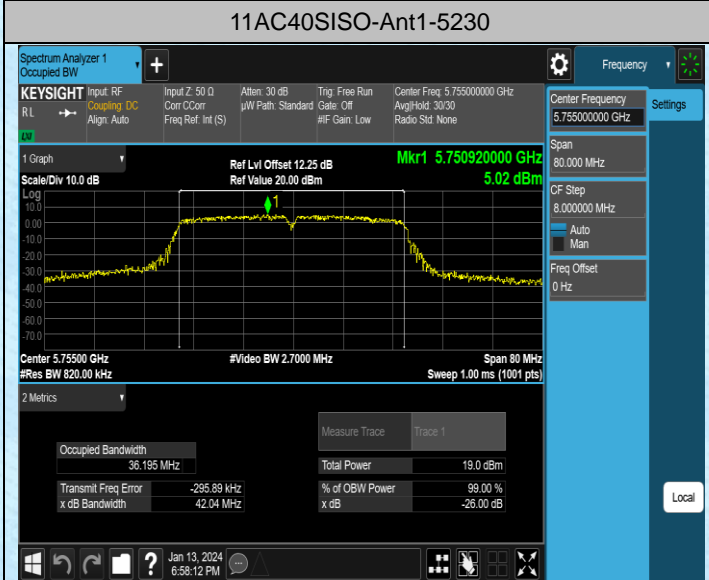 11AC40SISO-Ant1-5230
Spectrum Analyzer 1
Occupied BW
Frequency
KEYSIGHT
Input: RF
Coupling: DC
Align: Auto
Input Z: 50 Ω
Corr CCorr
Freq Ref: Int (S)
Atten: 30 dB
µW Path: Standard
Trig: Free Run
Gate: Off
#IF Gain: Low
Center Freq: 5.755000000 GHz
Avg|Hold: 30/30
Radio Std: None
RL
LXI
Center Frequency
5.755000000 GHz
Settings
Span
80.000 MHz
CF Step
8.000000 MHz
Auto
Man
Freq Offset
0 Hz
1 Graph
Ref Lvl Offset 12.25 dB
Mkr1 5.750920000 GHz
Scale/Div 10.0 dB
Ref Value 20.00 dBm
5.02 dBm
Log
10.0
0.00
-10.0
-20.0
-30.0
-40.0
-50.0
-60.0
-70.0
1
Center 5.75500 GHz
#Video BW 2.7000 MHz
Span 80 MHz
#Res BW 820.00 kHz
Sweep 1.00 ms (1001 pts)
2 Metrics
Measure Trace
Trace 1
Occupied Bandwidth
36.195 MHz
Total Power 19.0 dBm
Transmit Freq Error -295.89 kHz
% of OBW Power 99.00 %
x dB Bandwidth 42.04 MHz
x dB -26.00 dB
Local
?
Jan 13, 2024
6:58:12 PM